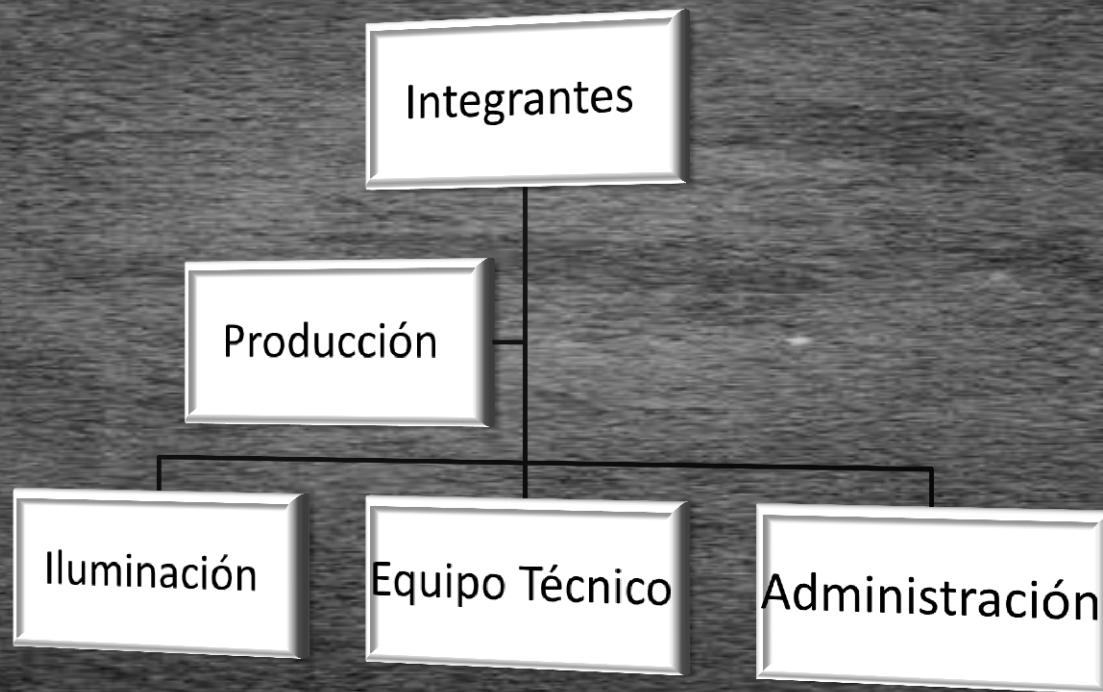 Integrantes
Producción
Iluminación
Equipo Técnico
Administración